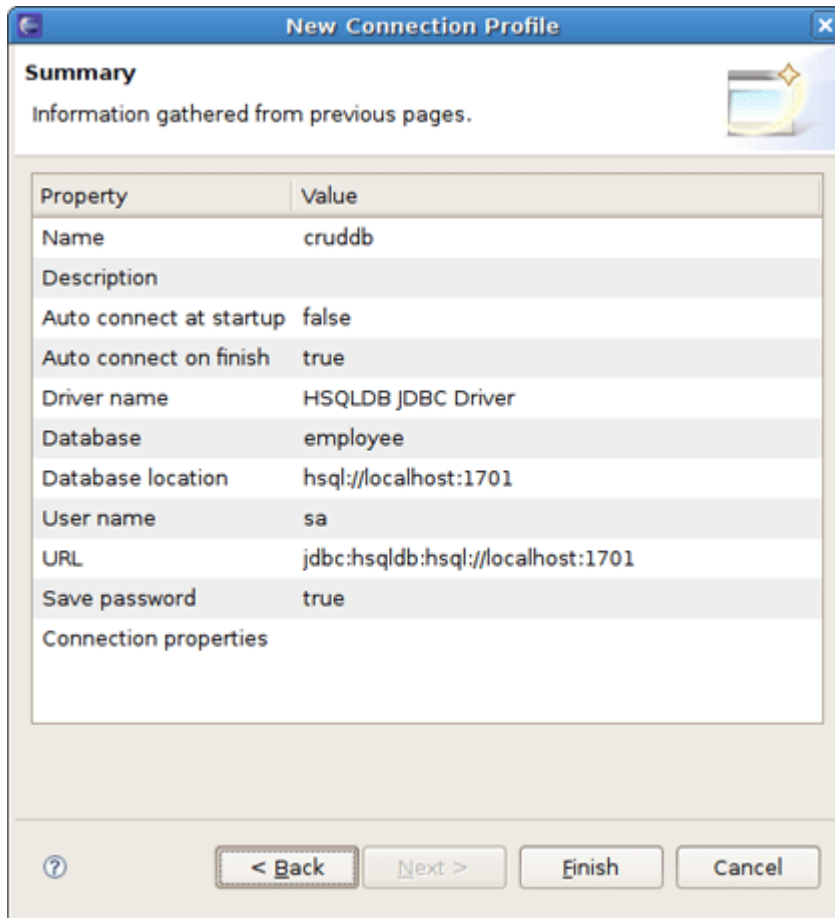 New Connection Profile
Summary
Information gathered from previous pages.
Property Value
Name cruddb
Description
Auto connect at startup false
Auto connect on finish true
Driver name HSQLDB JDBC Driver
Database employee
Database location hsql://localhost:1701
User name sa
URL jdbc:hsqldb:hsql://localhost:1701
Save password true
Connection properties
? < Back Next > Finish Cancel